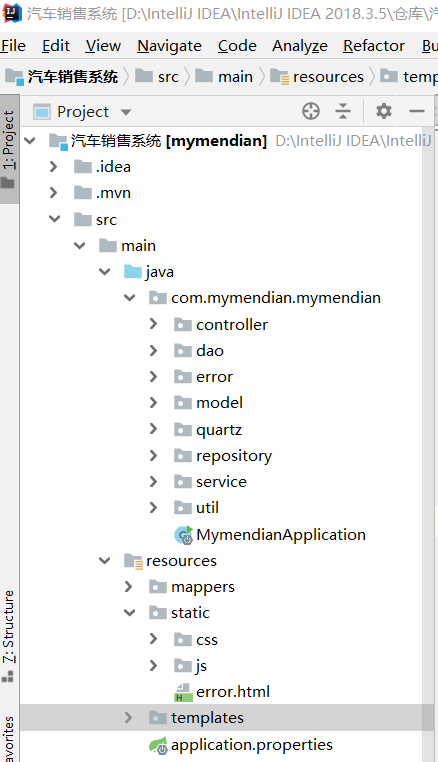 汽车销售系统 [D:\IntelliJ IDEA\IntelliJ IDEA 2018.3.5\仓库\
File Edit View Navigate Code Analyze Refactor Bu
汽车销售系统 src main resources temp
Project
1: Project
汽车销售系统 [mymendian] D:\IntelliJ IDEA\IntelliJ
.idea
.mvn
src
main
java
com.mymendian.mymendian
controller
dao
error
model
quartz
repository
service
util
MymendianApplication
resources
mappers
static
css
js
error.html
templates
application.properties
7: Structure
avorites